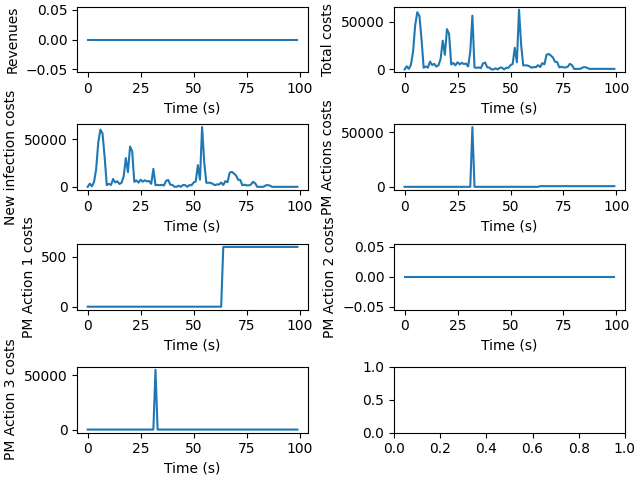 Revenues
0.05
0.00
−0.05
0 25 50 75 100
Time (s)
Total costs
50000
0
0 25 50 75 100
Time (s)
New infection costs
50000
0
0 25 50 75 100
Time (s)
PM Actions costs
50000
0
0 25 50 75 100
Time (s)
PM Action 1 costs
500
0
0 25 50 75 100
Time (s)
PM Action 2 costs
0.05
0.00
−0.05
0 25 50 75 100
Time (s)
PM Action 3 costs
50000
0
0 25 50 75 100
Time (s)
1.0
0.5
0.0
0.0 0.2 0.4 0.6 0.8 1.0